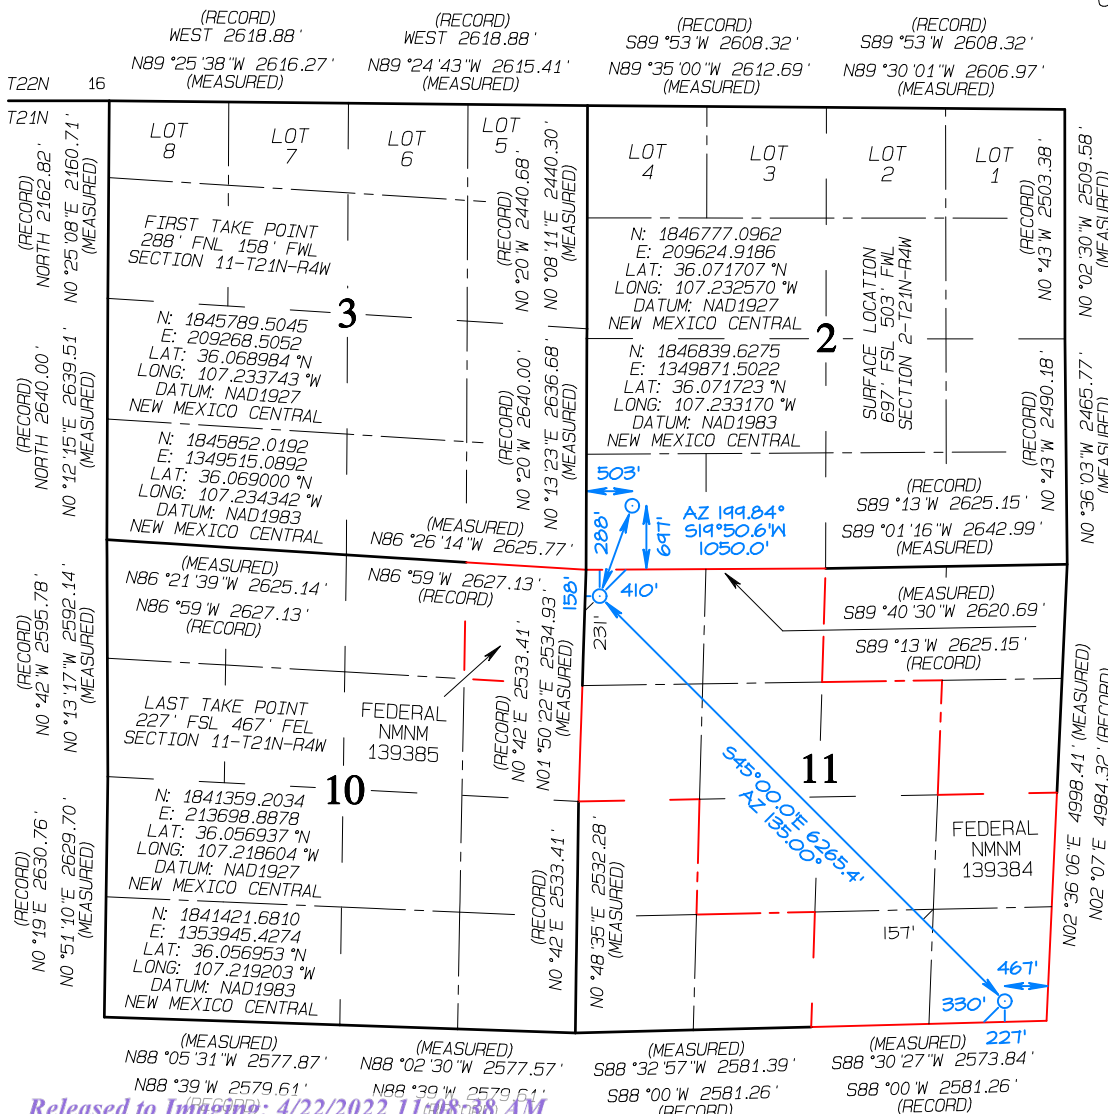 (RECORD)
WEST 2618.88'
N89°25'38"W 2616.27'
(MEASURED)
(RECORD)
WEST 2618.88'
N89°24'43"W 2615.41'
(MEASURED)
(RECORD)
S89°53'W 2608.32'
N89°35'00"W 2612.69'
(MEASURED)
(RECORD)
S89°53'W 2608.32'
N89°30'01"W 2606.97'
(MEASURED)
T22N 16
T21N
(RECORD)
NORTH 2162.82'
N0°25'08"E 2160.71'
(MEASURED)
(RECORD)
NORTH 2640.00'
N0°12'15"E 2639.51'
(MEASURED)
LOT
8
LOT
7
LOT
6
LOT
5
FIRST TAKE POINT
288' FNL 158' FWL
SECTION 11-T21N-R4W
3
N: 1845789.5045
E: 209268.5052
LAT: 36.068984°N
LONG: 107.233743°W
DATUM: NAD1927
NEW MEXICO CENTRAL
N: 1845852.0192
E: 1349515.0892
LAT: 36.069000°N
LONG: 107.234342°W
DATUM: NAD1983
NEW MEXICO CENTRAL
(RECORD)
N0°20'W 2440.68'
N0°08'11"E 2440.30'
(MEASURED)
(RECORD)
N0°20'W 2640.00'
N0°13'23"E 2636.68'
(MEASURED)
(MEASURED)
N86°26'14"W 2625.77'
LOT
4
LOT
3
LOT
2
LOT
1
N: 1846777.0962
E: 209624.9186
LAT: 36.071707°N
LONG: 107.232570°W
DATUM: NAD1927
NEW MEXICO CENTRAL
2
N: 1846839.6275
E: 1349871.5022
LAT: 36.071723°N
LONG: 107.233170°W
DATUM: NAD1983
NEW MEXICO CENTRAL
SURFACE LOCATION
697' FSL 503' FWL
SECTION 2-T21N-R4W
(RECORD)
N0°43'W 2503.38'
N0°02'30"W 2509.58'
(MEASURED)
(RECORD)
N0°43'W 2490.18'
N0°36'03"W 2465.77'
(MEASURED)
503'
288'
697'
AZ 199.84°
S19°50.6'W
1050.0'
(RECORD)
S89°13'W 2625.15'
S89°01'16"W 2642.99'
(MEASURED)
158'
410'
231'
(MEASURED)
S89°40'30"W 2620.69'
S89°13'W 2625.15'
(RECORD)
(MEASURED)
N86°21'39"W 2625.14'
N86°59'W 2627.13'
(RECORD)
N86°59'W 2627.13'
(RECORD)
(RECORD)
N0°42'W 2595.78'
N0°13'17"W 2592.14'
(MEASURED)
LAST TAKE POINT
227' FSL 467' FEL
SECTION 11-T21N-R4W
FEDERAL
NMNM
139385
(RECORD)
N0°42'E 2533.41'
N01°50'22"E 2534.93'
(MEASURED)
10
11
S45°00.0'E 6265.4'
AZ 135.00°
(RECORD)
N0°19'E 2630.76'
N0°51'10"E 2629.70'
(MEASURED)
N: 1841359.2034
E: 213698.8878
LAT: 36.056937°N
LONG: 107.218604°W
DATUM: NAD1927
NEW MEXICO CENTRAL
N: 1841421.6810
E: 1353945.4274
LAT: 36.056953°N
LONG: 107.219203°W
DATUM: NAD1983
NEW MEXICO CENTRAL
(RECORD)
N0°42'E 2533.41'
N0°48'35"E 2532.28'
(MEASURED)
FEDERAL
NMNM
139384
N02°36'06"E 4998.41' (MEASURED)
N02°07'E 4984.32' (RECORD)
157'
467'
330'
227'
(MEASURED)
N88°05'31"W 2577.87'
N88°39'W 2579.61'
(RECORD)
(MEASURED)
N88°02'30"W 2577.57'
N88°39'W 2579.61'
(RECORD)
(MEASURED)
S88°32'57"W 2581.39'
S88°00'W 2581.26'
(RECORD)
(MEASURED)
S88°30'27"W 2573.84'
S88°00'W 2581.26'
(RECORD)
Released to Imaging: 4/22/2022 11:08:38 AM